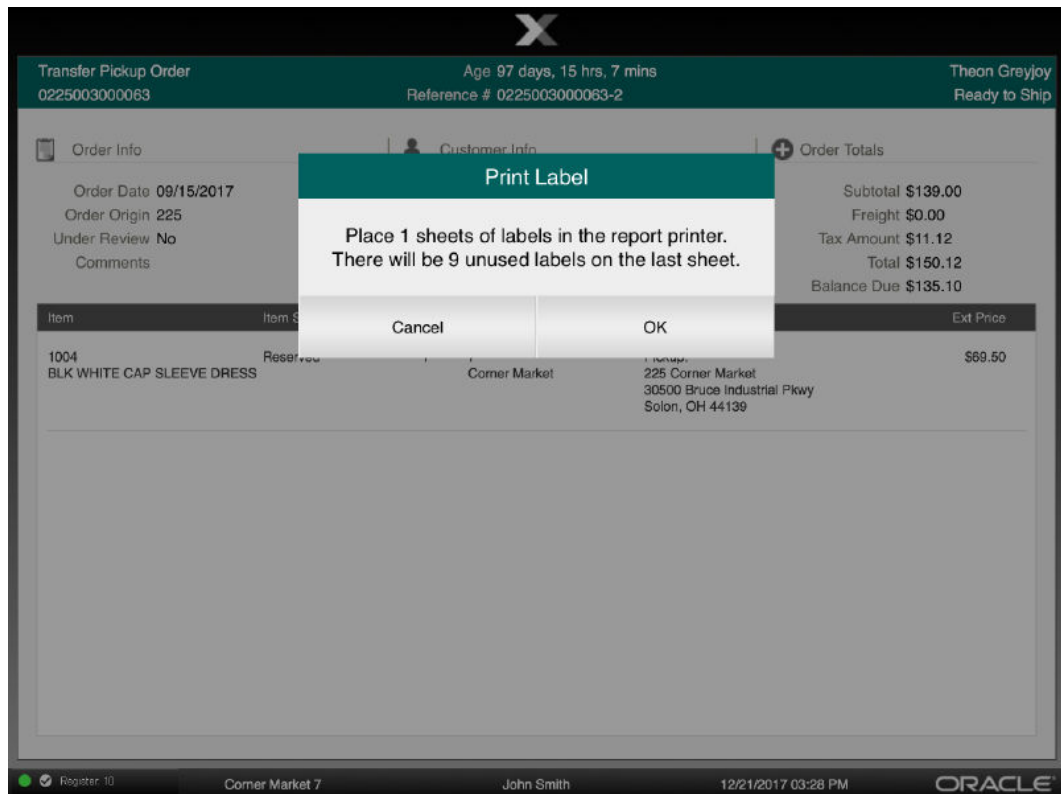 Transfer Pickup Order
Age 97 days, 15 hrs, 7 mins
Theon Greyjoy
0225003000063
Reference # 0225003000063-2
Ready to Ship
Order Info
Customer Info
Order Totals
Order Date 09/15/2017
Order Origin 225
Under Review No
Comments
Subtotal $139.00
Freight $0.00
Tax Amount $11.12
Total $150.12
Balance Due $135.10
Print Label
Place 1 sheets of labels in the report printer.
There will be 9 unused labels on the last sheet.
Cancel
OK
Item
Item
Ext Price
1004
BLK WHITE CAP SLEEVE DRESS
Reserved
Corner Market
Pickup:
225 Corner Market
30500 Bruce Industrial Pkwy
Solon, OH 44139
$69.50
Register: 10
Corner Market 7
John Smith
12/21/2017 03:28 PM
ORACLE